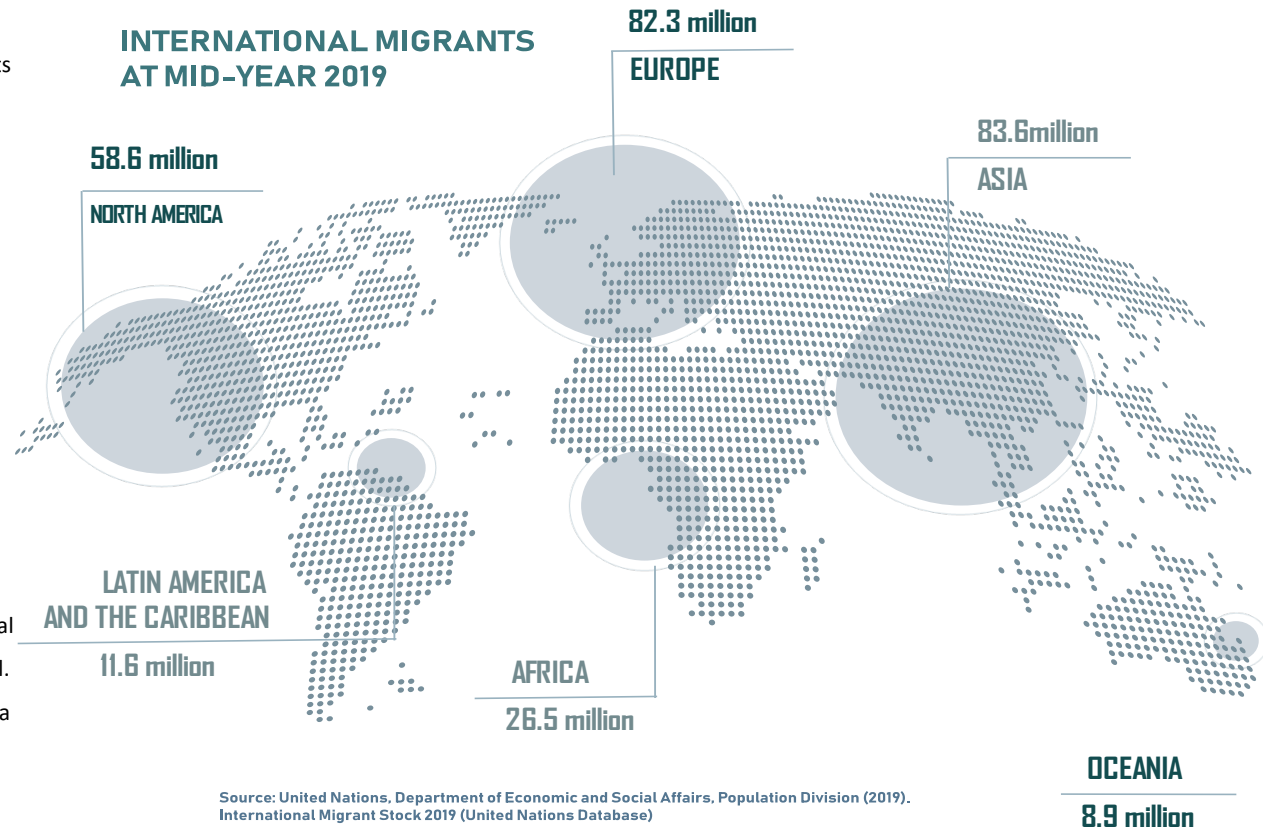 INTERNATIONAL MIGRANTS
AT MID-YEAR 2019
82.3 million
EUROPE
83.6million
ASIA
58.6 million
NORTH AMERICA
LATIN AMERICA
AND THE CARIBBEAN
11.6 million
AFRICA
26.5 million
OCEANIA
8.9 million
Source: United Nations, Department of Economic and Social Affairs, Population Division (2019).
International Migrant Stock 2019 (United Nations Database)
a